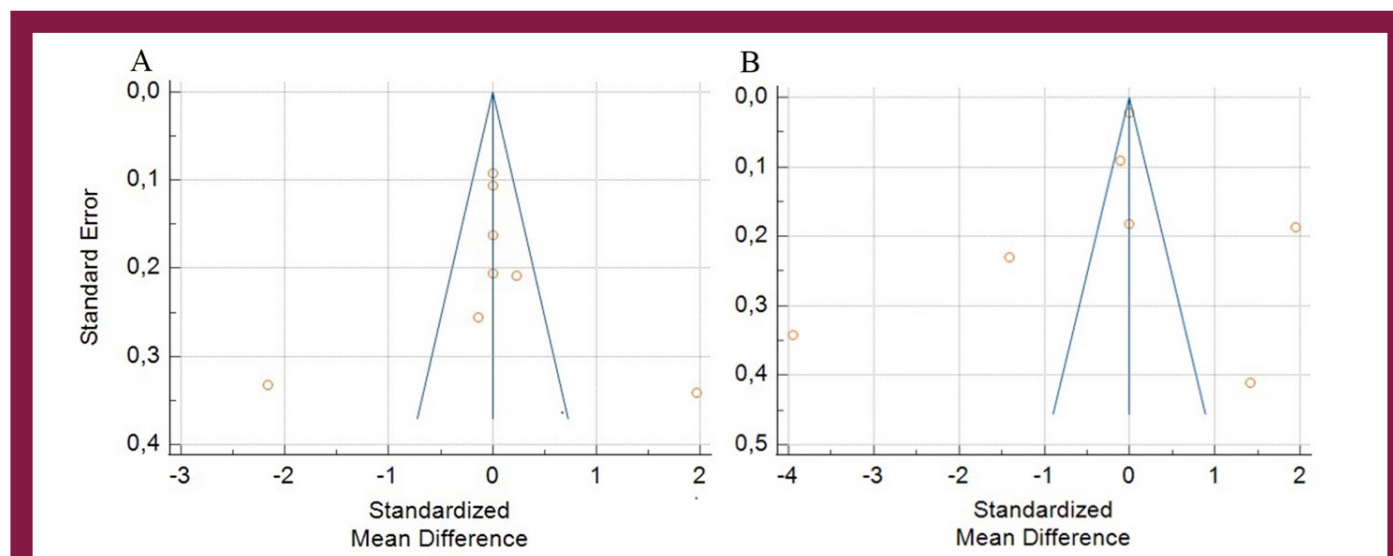 A
Standard Error
0,0
0,1
0,2
0,3
0,4
-3 -2 -1 0 1 2
Standardized
Mean Difference
B
0,0
0,1
0,2
0,3
0,4
0,5
-4 -3 -2 -1 0 1 2
Standardized
Mean Difference